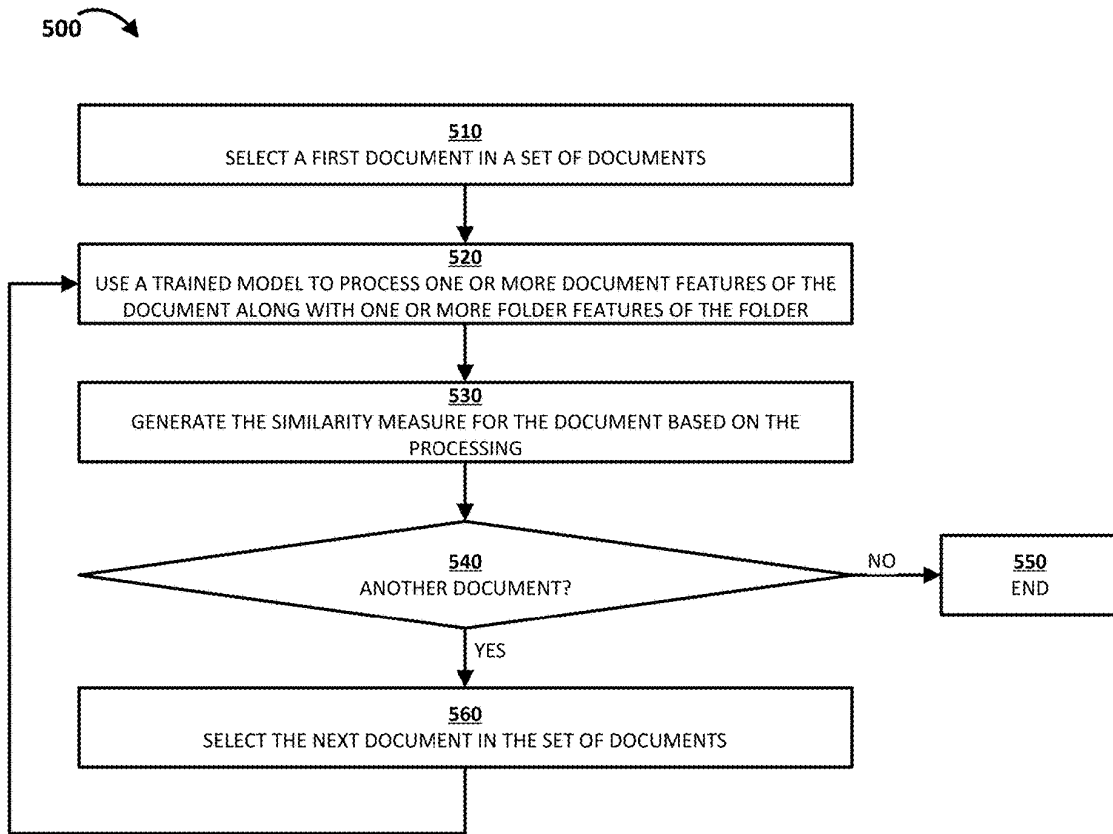 500
510
SELECT A FIRST DOCUMENT IN A SET OF DOCUMENTS
520
USE A TRAINED MODEL TO PROCESS ONE OR MORE DOCUMENT FEATURES OF THE
DOCUMENT ALONG WITH ONE OR MORE FOLDER FEATURES OF THE FOLDER
530
GENERATE THE SIMILARITY MEASURE FOR THE DOCUMENT BASED ON THE
PROCESSING
540
ANOTHER DOCUMENT?
NO
550
END
YES
560
SELECT THE NEXT DOCUMENT IN THE SET OF DOCUMENTS